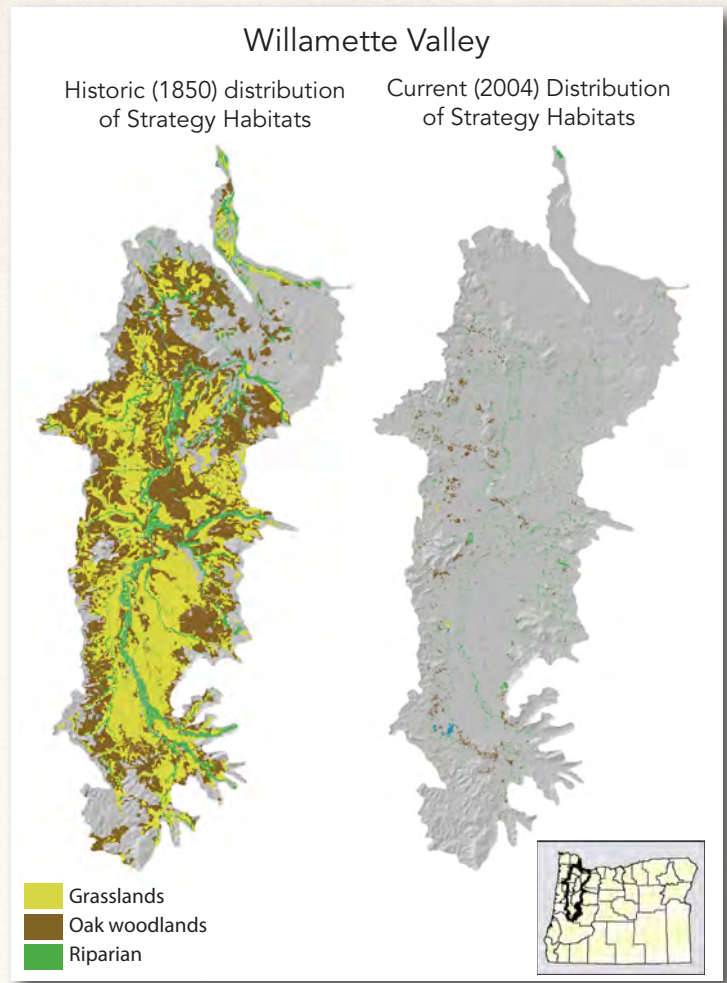 Willamette Valley
Historic (1850) distribution
of Strategy Habitats
Current (2004) Distribution
of Strategy Habitats
Grasslands
Oak woodlands
Riparian